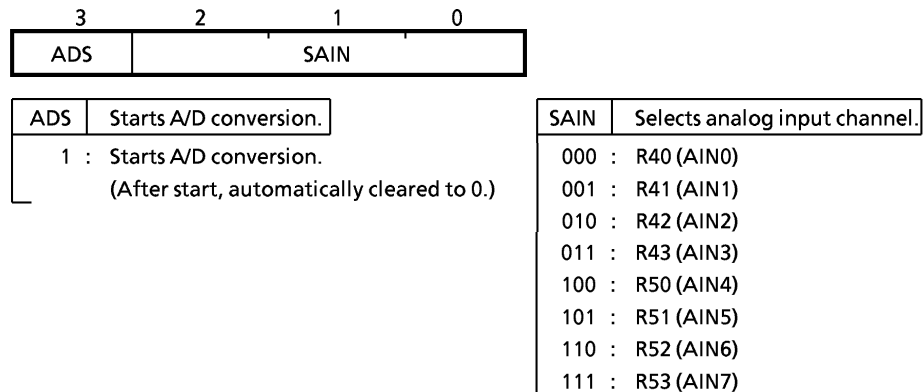 3 2 1 0
ADS SAIN
ADS Starts A/D conversion.
1 : Starts A/D conversion.
(After start, automatically cleared to 0.)
SAIN Selects analog input channel.
000 : R40 (AIN0)
001 : R41 (AIN1)
010 : R42 (AIN2)
011 : R43 (AIN3)
100 : R50 (AIN4)
101 : R51 (AIN5)
110 : R52 (AIN6)
111 : R53 (AIN7)